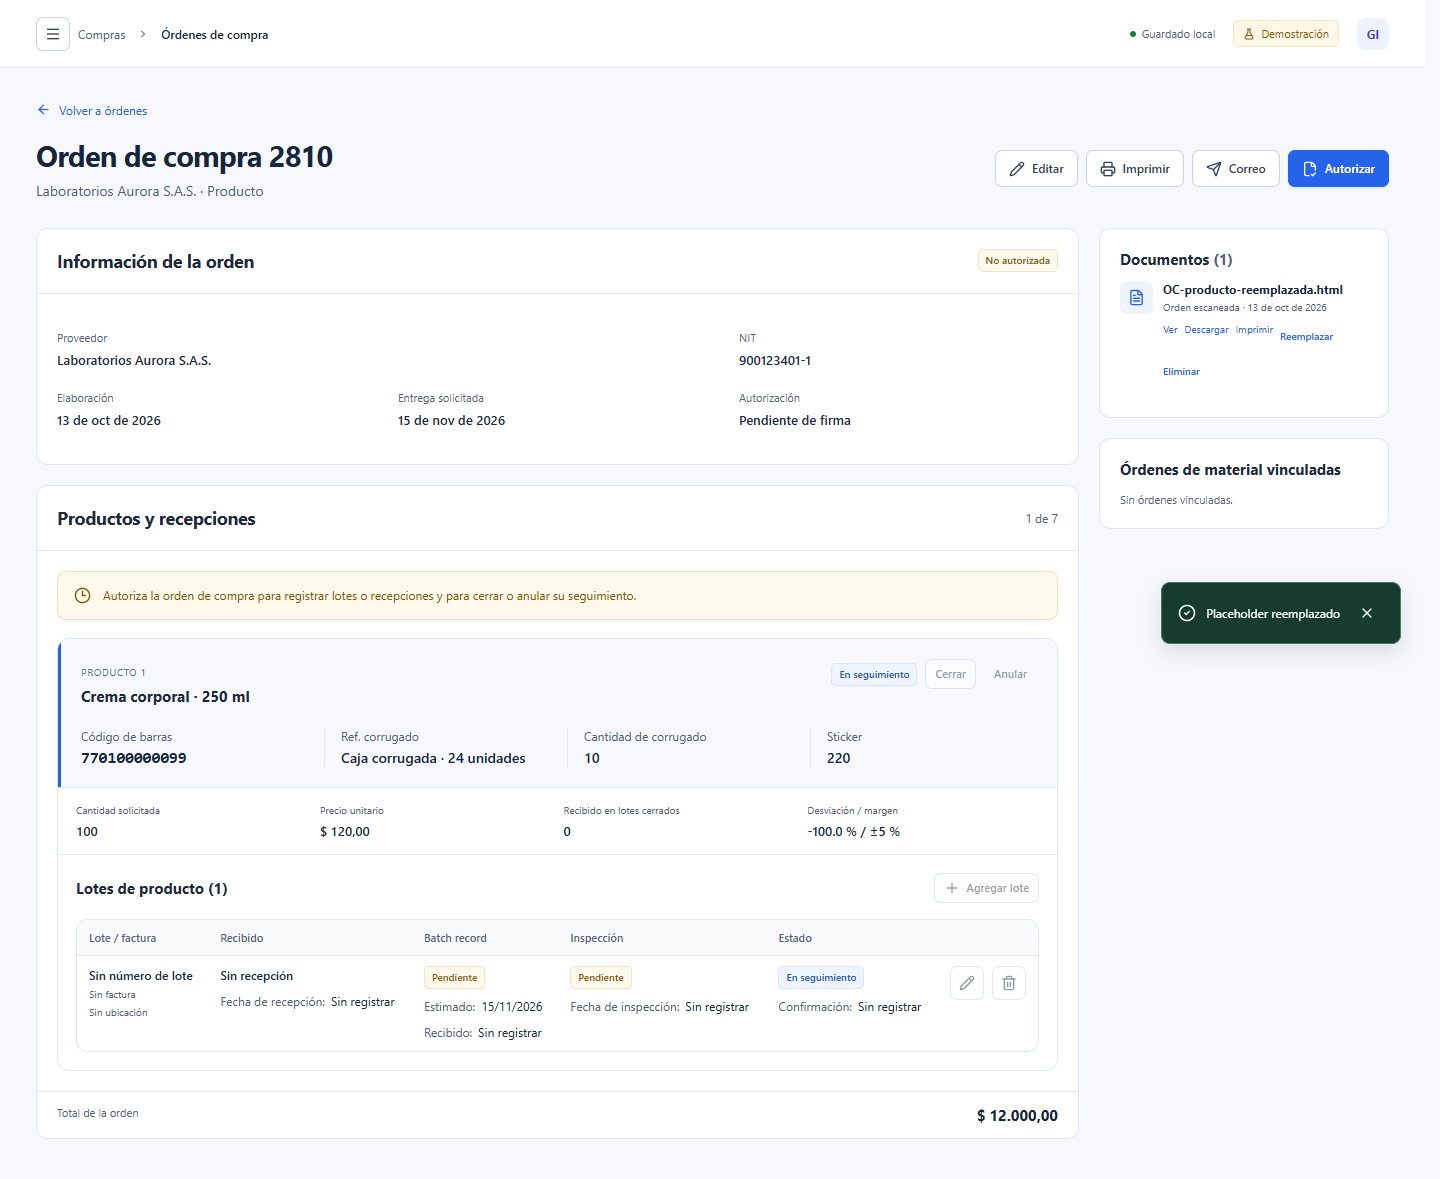 Compras
Órdenes de compra
Guardado local
Demostración
GI
Volver a órdenes
Orden de compra 2810
Laboratorios Aurora S.A.S. · Producto
Editar
Imprimir
Correo
Autorizar
Información de la orden
No autorizada
Proveedor
Laboratorios Aurora S.A.S.
NIT
900123401-1
Elaboración
13 de oct de 2026
Entrega solicitada
15 de nov de 2026
Autorización
Pendiente de firma
Documentos (1)
OC-producto-reemplazada.html
Orden escaneada · 13 de oct de 2026
Ver Descargar Imprimir Reemplazar
Eliminar
Órdenes de material vinculadas
Sin órdenes vinculadas.
Productos y recepciones
1 de 7
Autoriza la orden de compra para registrar lotes o recepciones y para cerrar o anular su seguimiento.
Placeholder reemplazado
PRODUCTO 1
Crema corporal · 250 ml
En seguimiento
Cerrar
Anular
Código de barras
770100000099
Ref. corrugado
Caja corrugada · 24 unidades
Cantidad de corrugado
10
Sticker
220
Cantidad solicitada
100
Precio unitario
$ 120,00
Recibido en lotes cerrados
0
Desviación / margen
-100.0 % / ±5 %
Lotes de producto (1)
Agregar lote
Lote / factura
Recibido
Batch record
Inspección
Estado
Sin número de lote
Sin factura
Sin ubicación
Sin recepción
Fecha de recepción: Sin registrar
Pendiente
Estimado: 15/11/2026
Recibido: Sin registrar
Pendiente
Fecha de inspección: Sin registrar
En seguimiento
Confirmación: Sin registrar
Total de la orden
$ 12.000,00